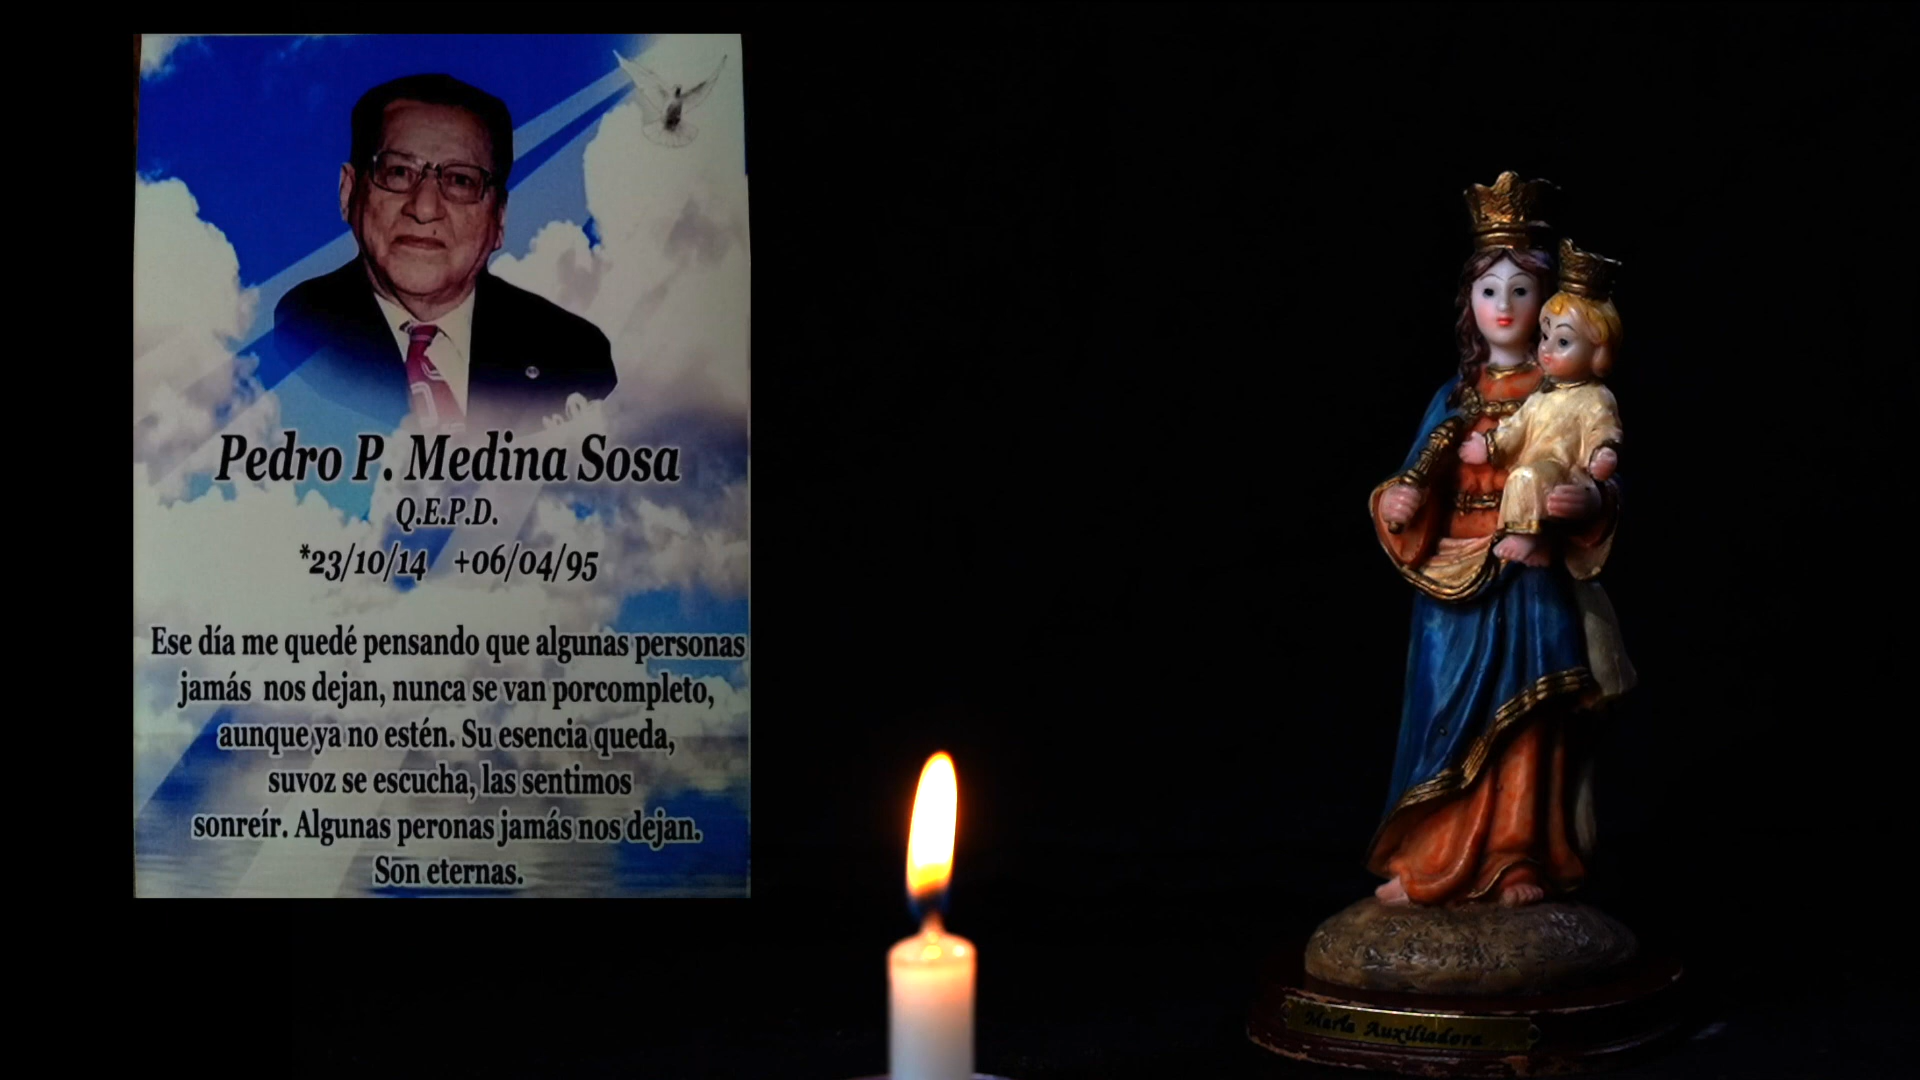 Pedro P. Medina Sosa
Q.E.P.D.
*23/10/14 +06/04/95
Ese día me quedé pensando que algunas personas
jamás nos dejan, nunca se van porcompleto,
aunque ya no estén. Su esencia queda,
suvoz se escucha, las sentimos
sonreír. Algunas peronas jamás nos dejan.
Son eternas.
María Auxiliadora